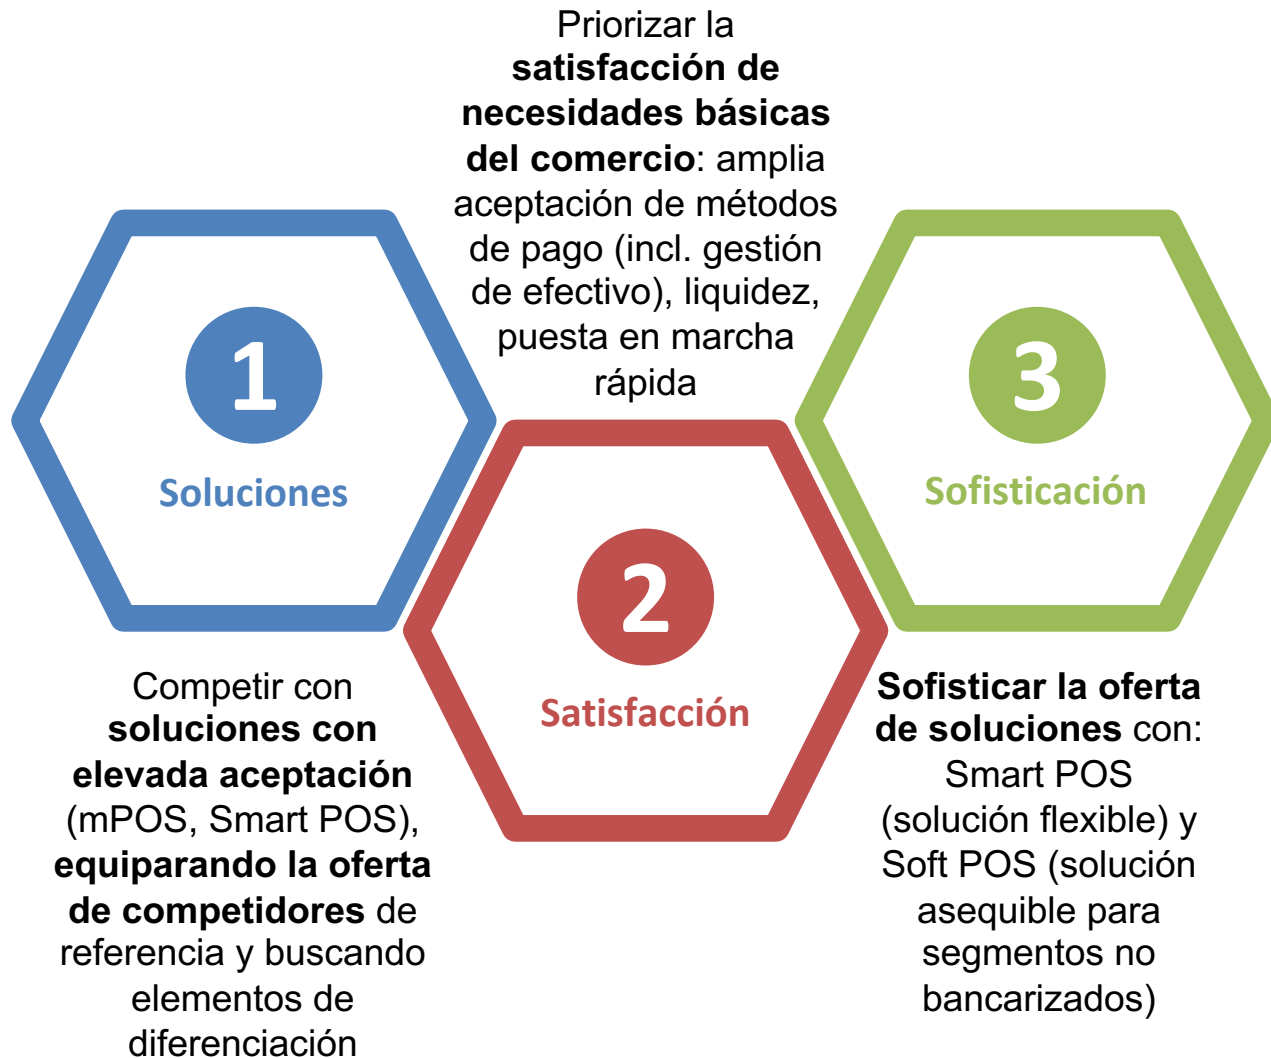 1
Soluciones
Competir con
soluciones con
elevada aceptación
(mPOS, Smart POS),
equiparando la oferta
de competidores de
referencia y buscando
elementos de
diferenciación
Priorizar la
satisfacción de
necesidades básicas
del comercio: amplia
aceptación de métodos
de pago (incl. gestión
de efectivo), liquidez,
puesta en marcha
rápida
2
Satisfacción
3
Sofisticación
Sofisticar la oferta
de soluciones con:
Smart POS
(solución flexible) y
Soft POS (solución
asequible para
segmentos no
bancarizados)